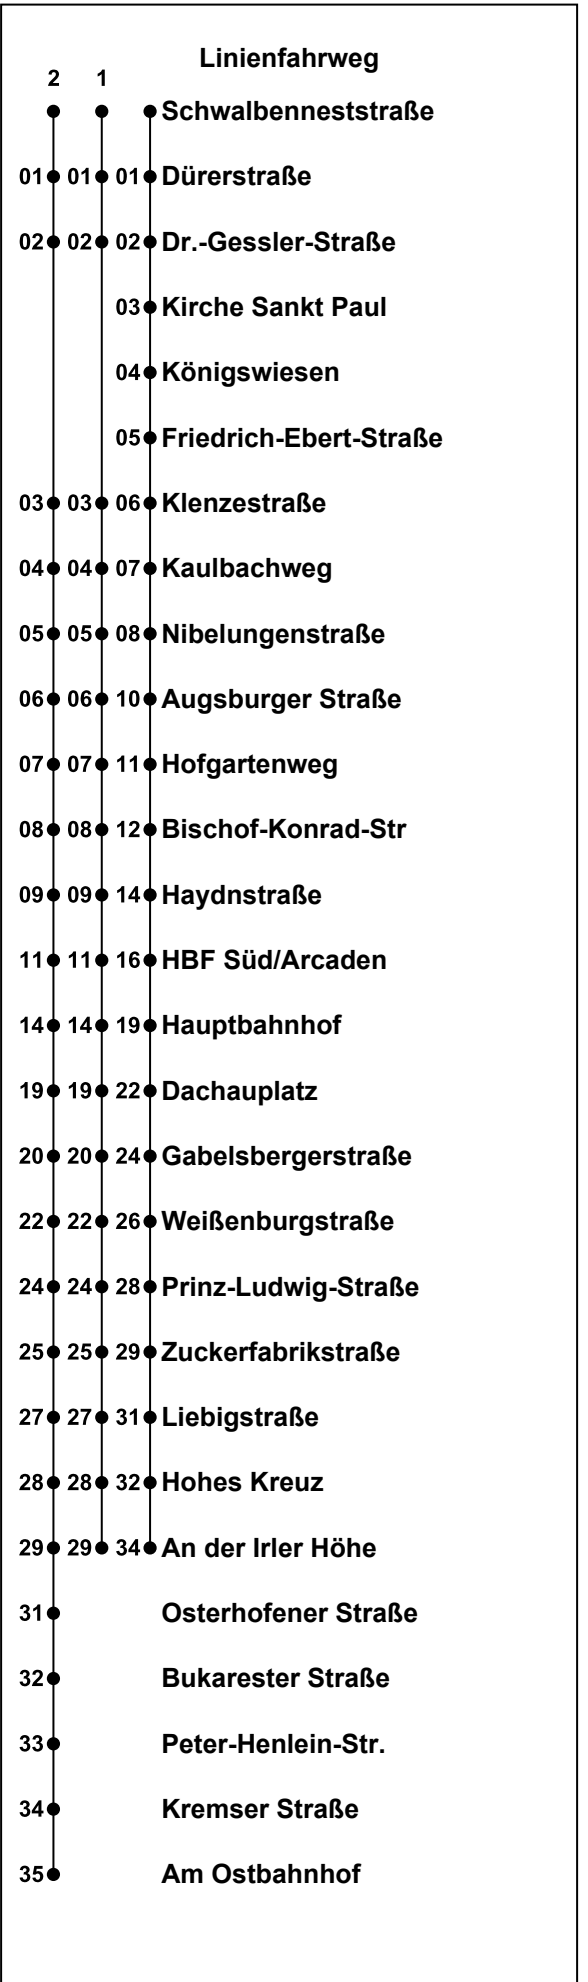 Linienfahrweg
2 1
Schwalbenneststraße
01 01 01 Dürerstraße
02 02 02 Dr.-Gessler-Straße
03 Kirche Sankt Paul
04 Königswiesen
05 Friedrich-Ebert-Straße
03 03 06 Klenzestraße
04 04 07 Kaulbachweg
05 05 08 Nibelungenstraße
06 06 10 Augsburger Straße
07 07 11 Hofgartenweg
08 08 12 Bischof-Konrad-Str
09 09 14 Haydnstraße
11 11 16 HBF Süd/Arcaden
14 14 19 Hauptbahnhof
19 19 22 Dachauplatz
20 20 24 Gabelsbergerstraße
22 22 26 Weißenburgstraße
24 24 28 Prinz-Ludwig-Straße
25 25 29 Zuckerfabrikstraße
27 27 31 Liebigstraße
28 28 32 Hohes Kreuz
29 29 34 An der Irler Höhe
31 Osterhofener Straße
32 Bukarester Straße
33 Peter-Henlein-Str.
34 Kremser Straße
35 Am Ostbahnhof